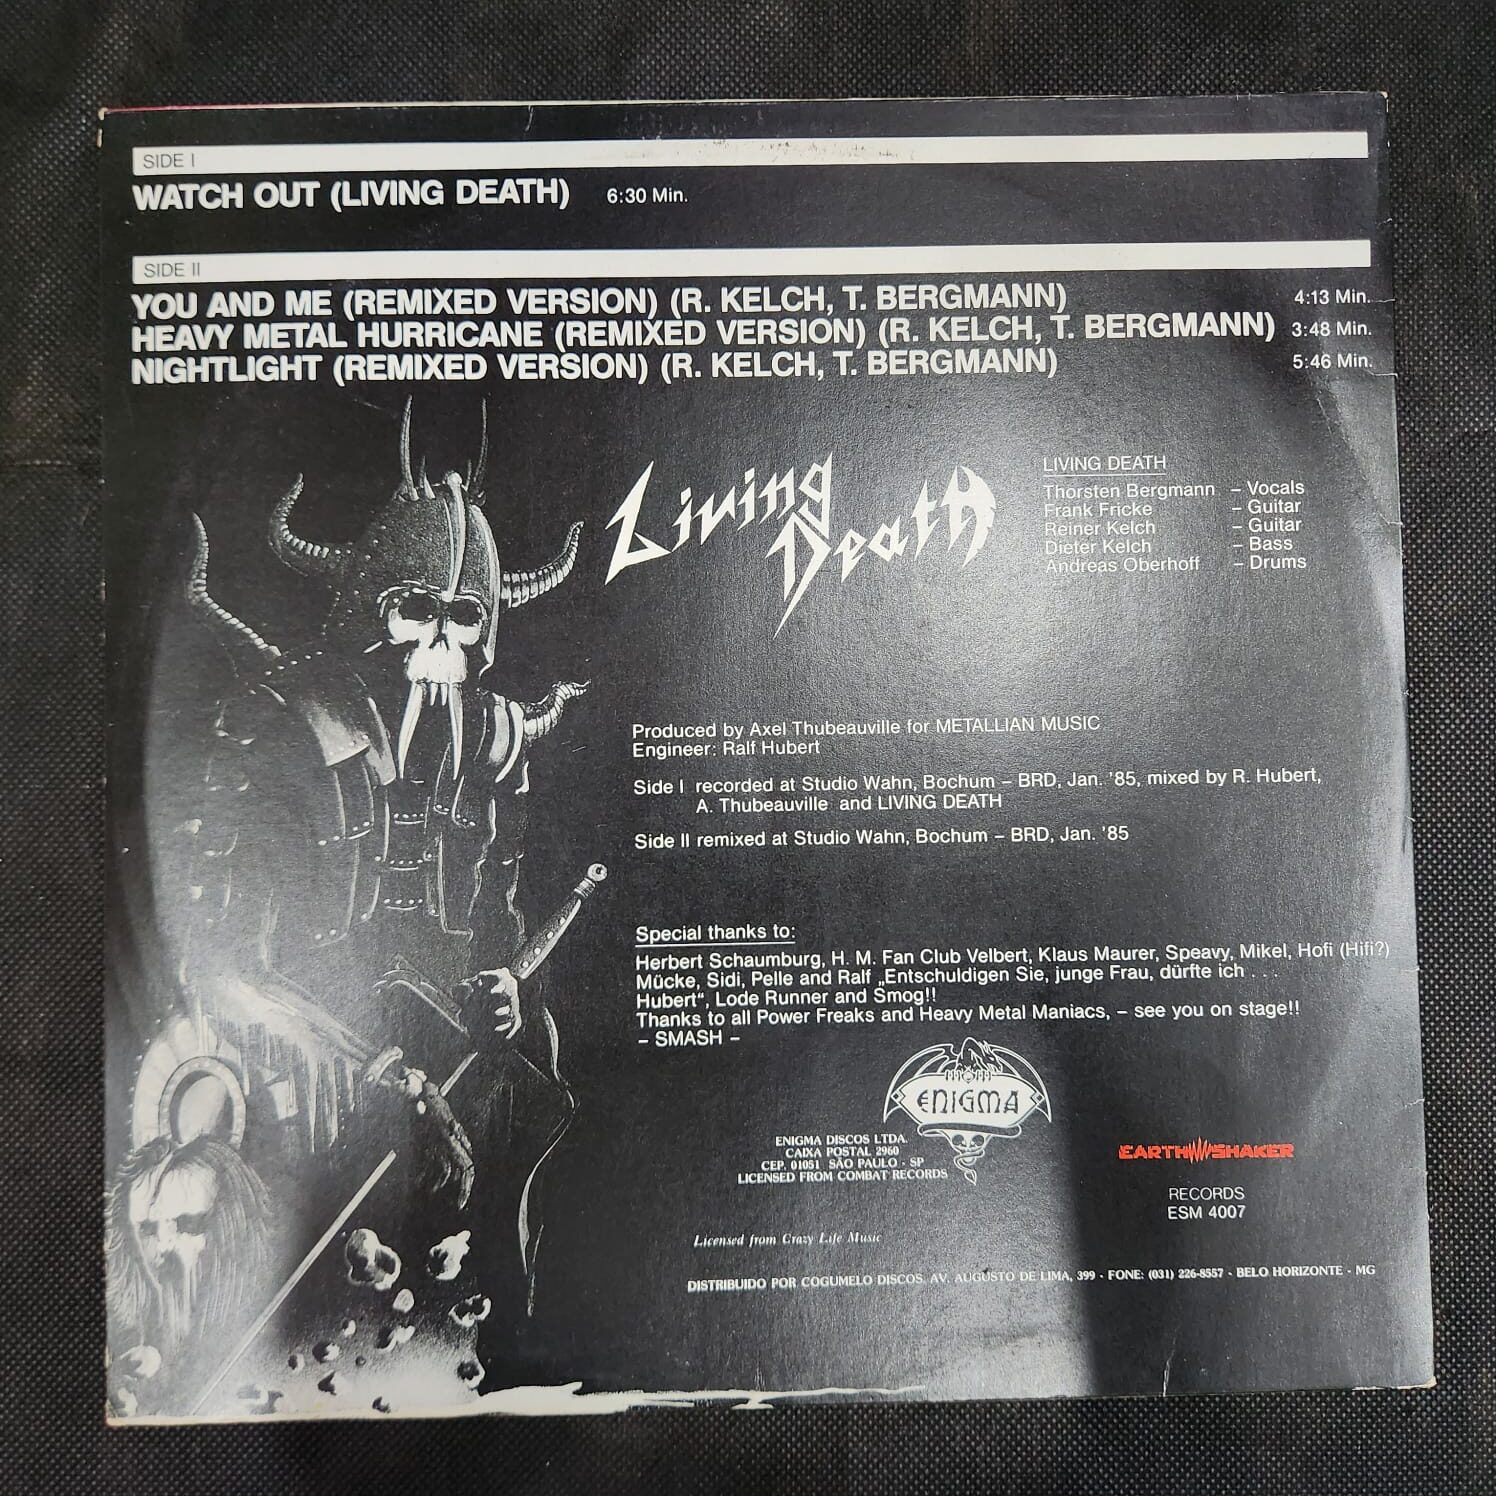 SIDE I
WATCH OUT (LIVING DEATH) 6:30 Min.
SIDE II
YOU AND ME (REMIXED VERSION) (R. KELCH, T. BERGMANN) 4:13 Min.
HEAVY METAL HURRICANE (REMIXED VERSION) (R. KELCH, T. BERGMANN) 3:48 Min.
NIGHTLIGHT (REMIXED VERSION) (R. KELCH, T. BERGMANN) 5:46 Min.
Living
Death
LIVING DEATH
Thorsten Bergmann – Vocals
Frank Fricke – Guitar
Reiner Kelch – Guitar
Dieter Kelch – Bass
Andreas Oberhoff – Drums
Produced by Axel Thubeauville for METALLIAN MUSIC
Engineer: Ralf Hubert
Side I recorded at Studio Wahn, Bochum – BRD, Jan. '85, mixed by R. Hubert,
A. Thubeauville and LIVING DEATH
Side II remixed at Studio Wahn, Bochum – BRD, Jan. '85
Special thanks to:
Herbert Schaumburg, H. M. Fan Club Velbert, Klaus Maurer, Speavy, Mikel, Hofi (Hifi?)
Mücke, Sidi, Pelle and Ralf „Entschuldigen Sie, junge Frau, dürfte ich . . .
Hubert“, Lode Runner and Smog!!
Thanks to all Power Freaks and Heavy Metal Maniacs, – see you on stage!!
– SMASH –
ENIGMA
ENIGMA DISCOS LTDA.
CAIXA POSTAL 2960
CEP. 01051 SÃO PAULO - SP
LICENSED FROM COMBAT RECORDS
EARTHSHAKER
RECORDS
ESM 4007
Licensed from Crazy Life Music
DISTRIBUIDO POR COGUMELO DISCOS. AV. AUGUSTO DE LIMA, 399 - FONE: (031) 226-8557 - BELO HORIZONTE - MG